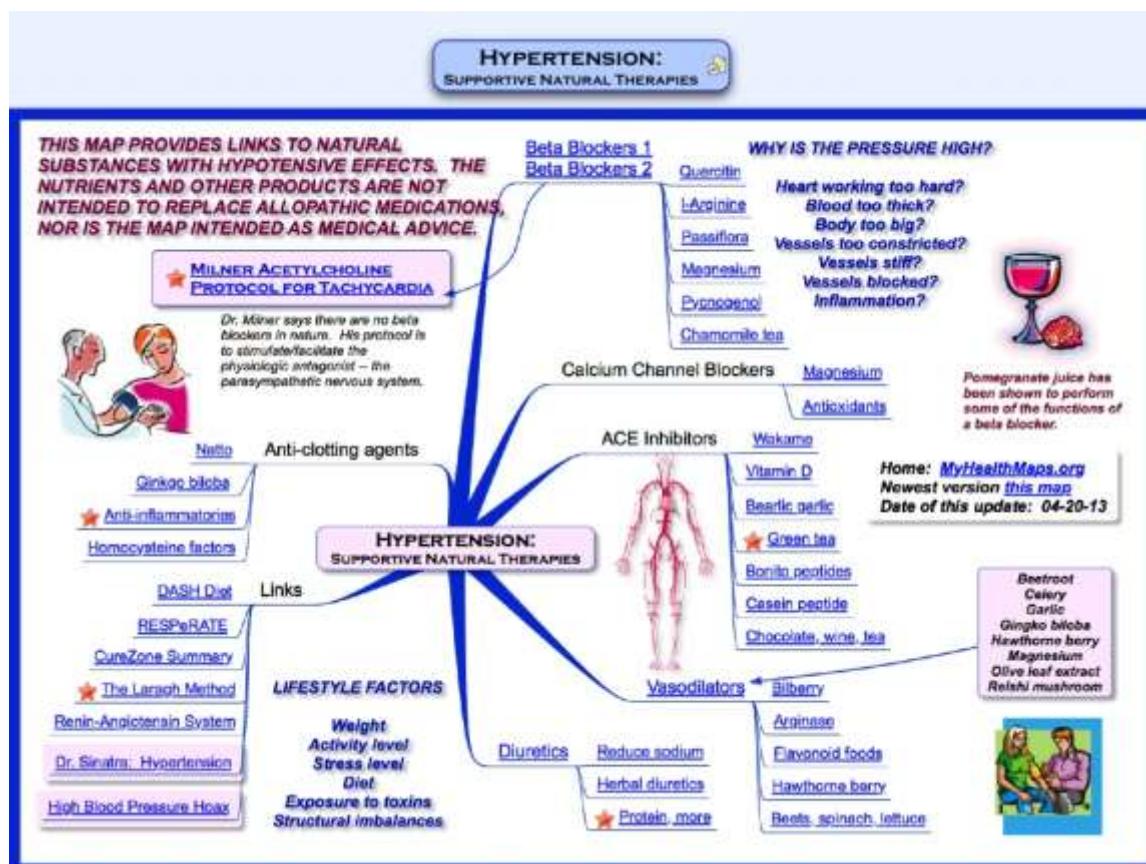 HYPERTENSION:
SUPPORTIVE NATURAL THERAPIES
THIS MAP PROVIDES LINKS TO NATURAL
SUBSTANCES WITH HYPOTENSIVE EFFECTS. THE
NUTRIENTS AND OTHER PRODUCTS ARE NOT
INTENDED TO REPLACE ALLOPATHIC MEDICATIONS,
NOR IS THE MAP INTENDED AS MEDICAL ADVICE.
MILNER ACETYLCHOLINE
PROTOCOL FOR TACHYCARDIA
Dr. Milner says there are no beta
blockers in nature. His protocol is
to stimulate/facilitate the
physiologic antagonist -- the
parasympathetic nervous system.
Beta Blockers 1
Beta Blockers 2
Quercitin
l-Arginine
Passiflora
Magnesium
Pycnogenol
Chamomile tea
WHY IS THE PRESSURE HIGH?
Heart working too hard?
Blood too thick?
Body too big?
Vessels too constricted?
Vessels stiff?
Vessels blocked?
Inflammation?
Pomegranate juice has
been shown to perform
some of the functions of
a beta blocker.
Calcium Channel Blockers
Magnesium
Antioxidants
ACE Inhibitors
Wakame
Vitamin D
Bearlic garlic
Green tea
Bonito peptides
Casein peptide
Chocolate, wine, tea
Home: MyHealthMaps.org
Newest version this map
Date of this update: 04-20-13
Anti-clotting agents
Natto
Ginkgo biloba
Anti-inflammatories
Homocysteine factors
HYPERTENSION:
SUPPORTIVE NATURAL THERAPIES
Links
DASH Diet
RESPeRATE
CureZone Summary
The Laragh Method
Renin-Angiotensin System
Dr. Sinatra: Hypertension
High Blood Pressure Hoax
LIFESTYLE FACTORS
Weight
Activity level
Stress level
Diet
Exposure to toxins
Structural imbalances
Diuretics
Reduce sodium
Herbal diuretics
Protein, more
Vasodilators
Bilberry
Arginase
Flavonoid foods
Hawthorne berry
Beets, spinach, lettuce
Beetroot
Celery
Garlic
Gingko biloba
Hawthorne berry
Magnesium
Olive leaf extract
Reishi mushroom